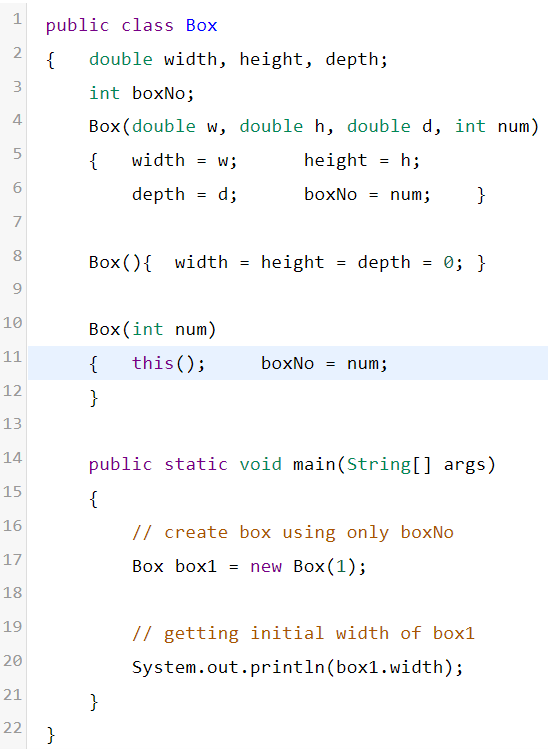 1 public class Box
2 {   double width, height, depth;
3     int boxNo;
4     Box(double w, double h, double d, int num)
5     {   width = w;      height = h;
6         depth = d;      boxNo = num;    }
7
8     Box(){  width = height = depth = 0; }
9
10     Box(int num)
11     {   this();     boxNo = num;
12     }
13
14     public static void main(String[] args)
15     {
16         // create box using only boxNo
17         Box box1 = new Box(1);
18
19         // getting initial width of box1
20         System.out.println(box1.width);
21     }
22 }